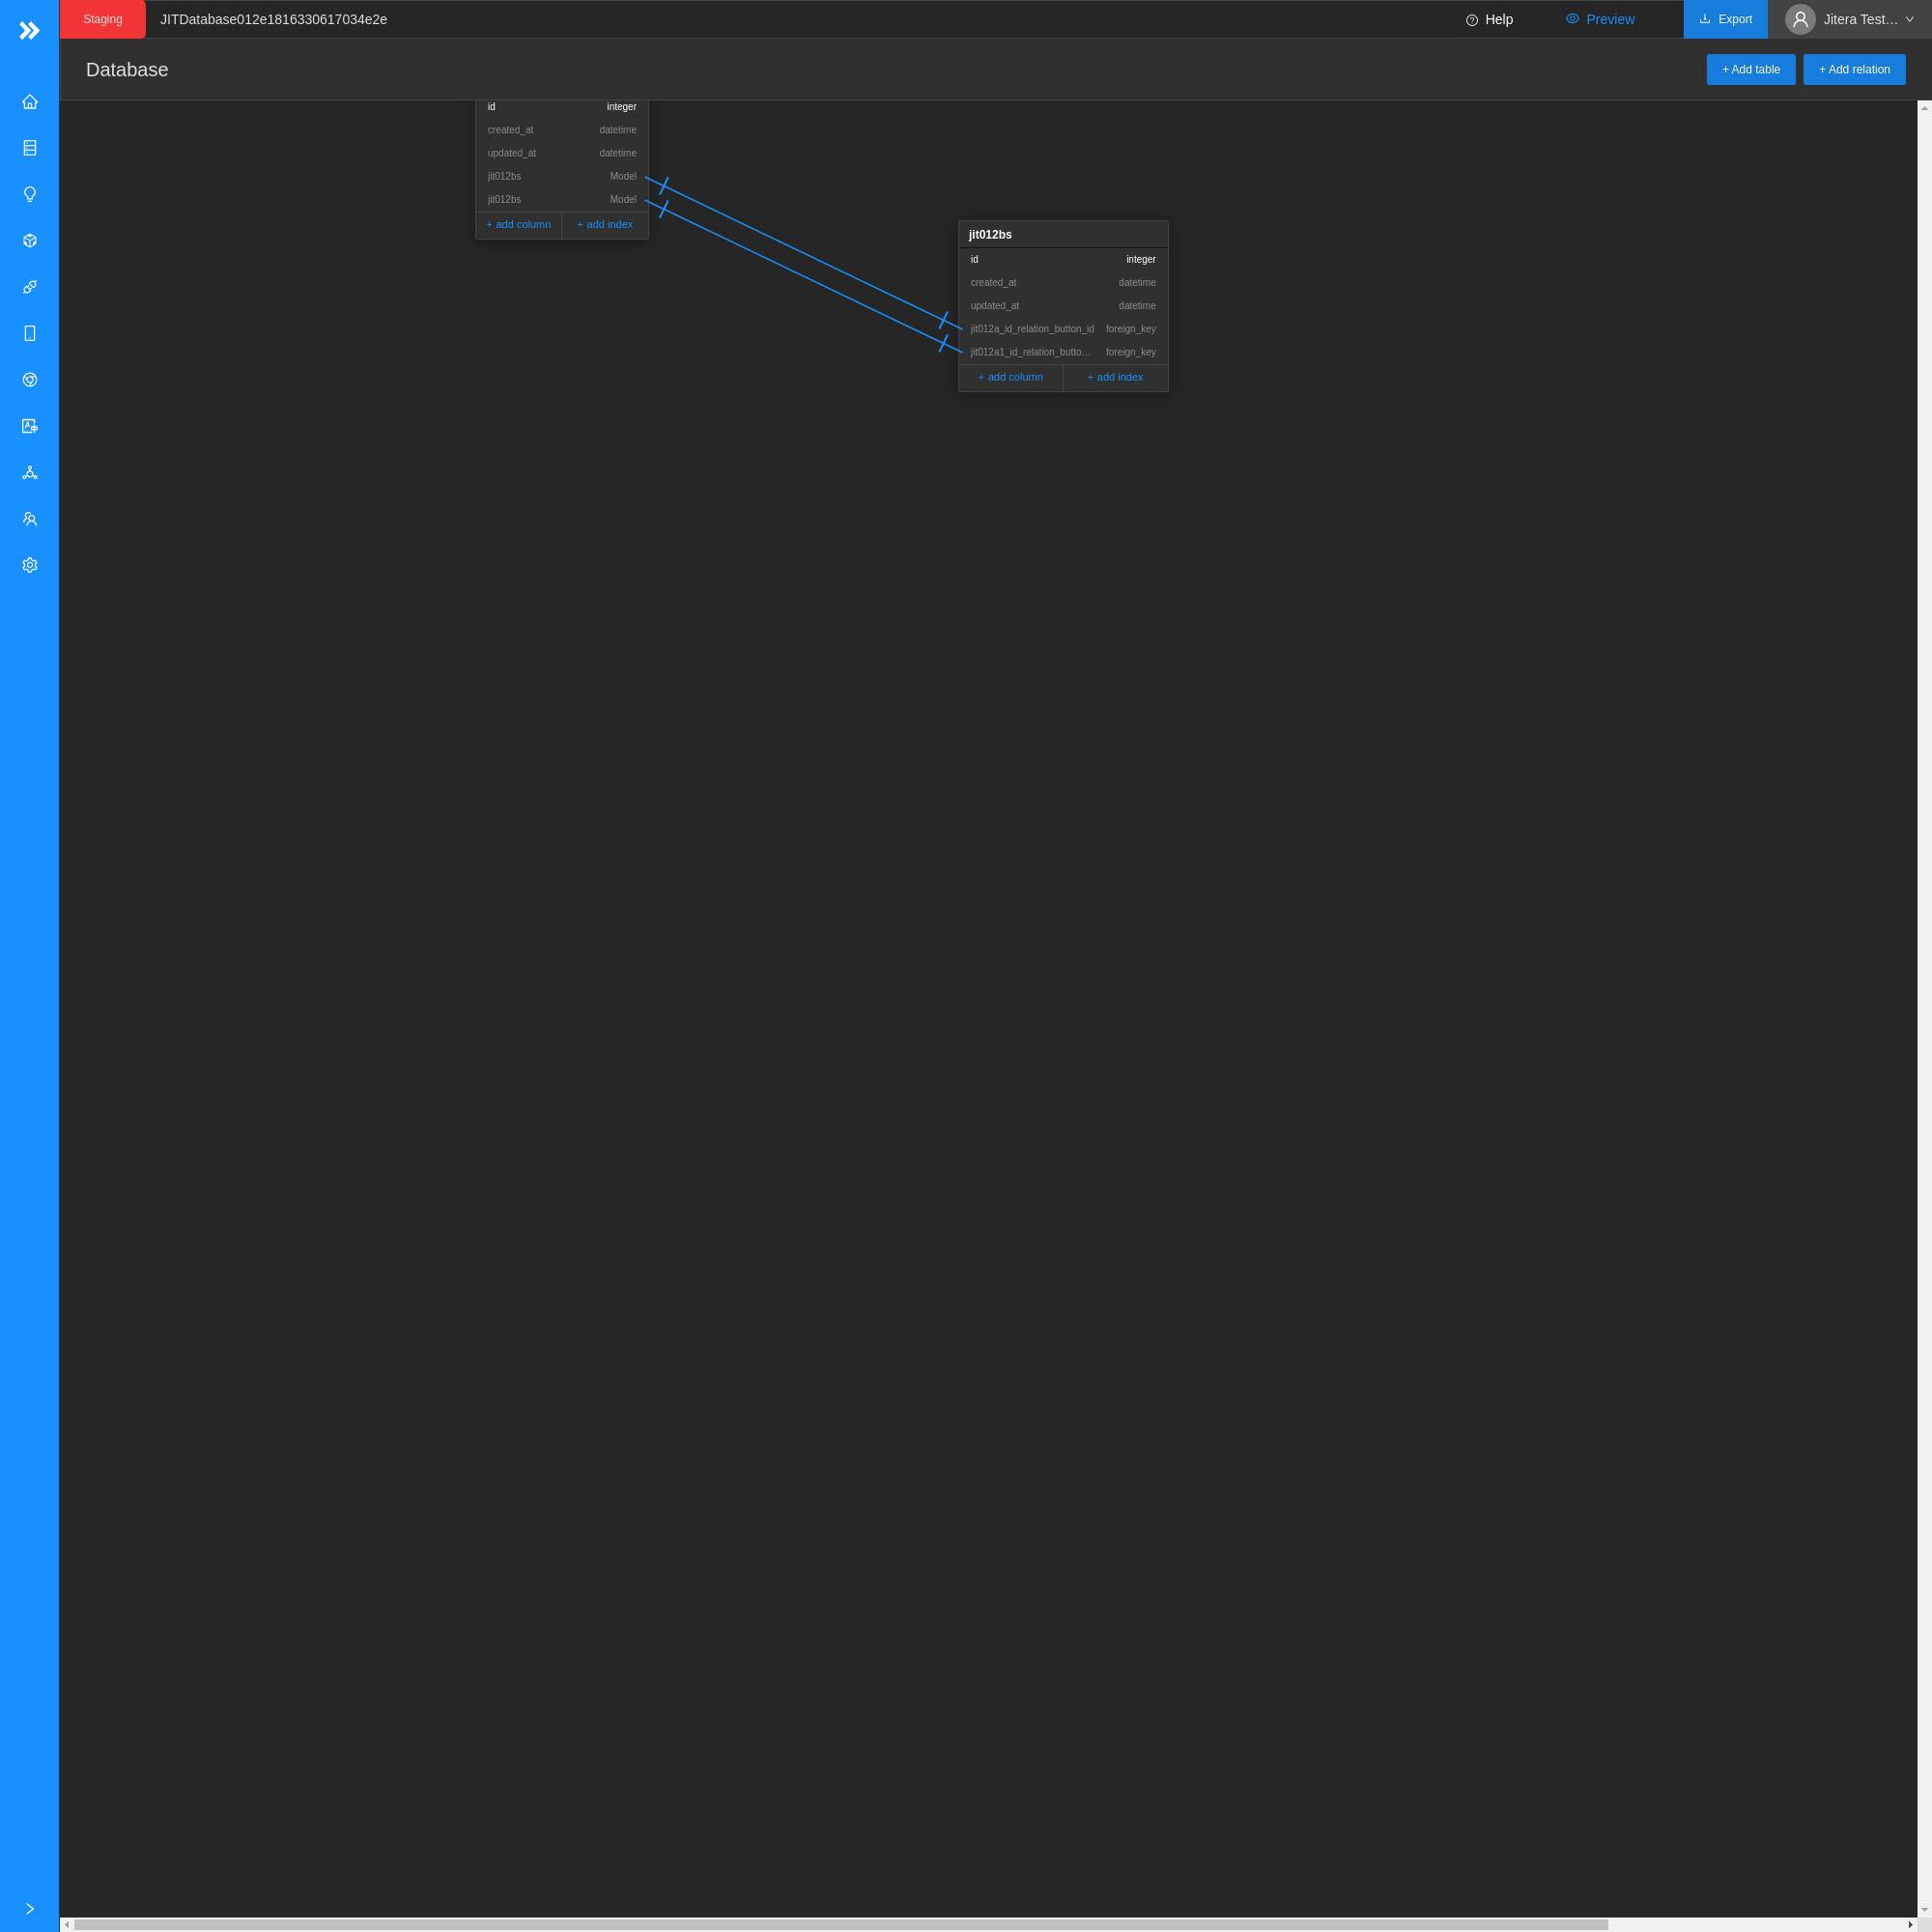 Staging JITDatabase012e1816330617034e2e Help Preview Export Jitera Test…
Database + Add table + Add relation
id integer
created_at datetime
updated_at datetime
jit012bs Model
jit012bs Model
+ add column + add index
jit012bs
id integer
created_at datetime
updated_at datetime
jit012a_id_relation_button_id foreign_key
jit012a1_id_relation_butto… foreign_key
+ add column + add index